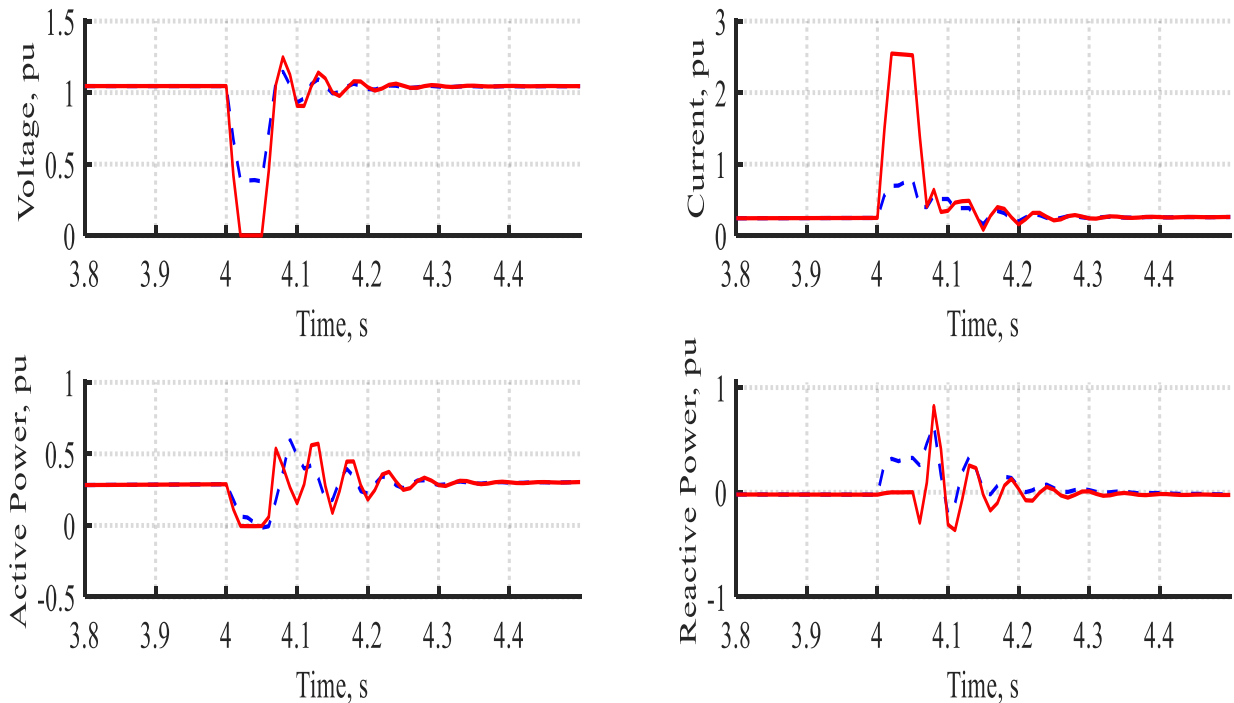 Voltage, pu
1.5
1
0.5
0
3.8 3.9 4 4.1 4.2 4.3 4.4
Time, s
Current, pu
3
2
1
0
3.8 3.9 4 4.1 4.2 4.3 4.4
Time, s
Active Power, pu
1
0.5
0
-0.5
3.8 3.9 4 4.1 4.2 4.3 4.4
Time, s
Reactive Power, pu
1
0
-1
3.8 3.9 4 4.1 4.2 4.3 4.4
Time, s